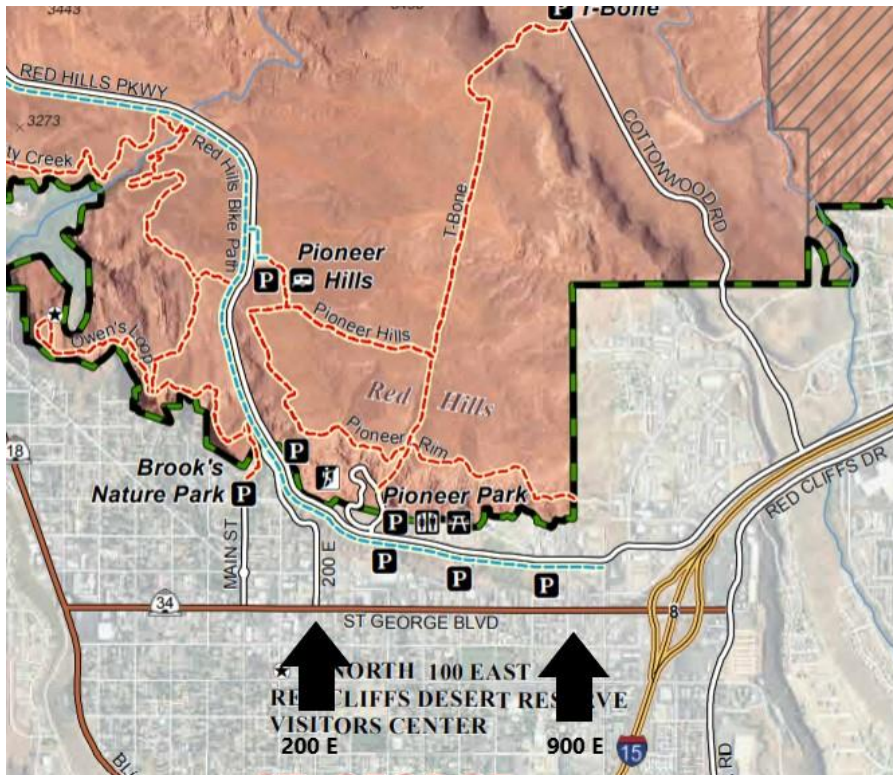 3443
T-Bone
P
RED HILLS PKWY
3273
ty Creek
Red Hills Bike Path
T-Bone
COTTONWOOD RD
Pioneer
Hills
P
Pioneer Hills
Owen's Loop
Red Hills
Pioneer Rim
P
18
Brook's
Nature Park
P
Pioneer Park
P
RED CLIFFS DR
MAIN ST
200 E
P
P
P
34
8
ST GEORGE BLVD
NORTH 100 EAST
RED CLIFFS DESERT RESERVE
VISITORS CENTER
200 E
900 E
15
RD